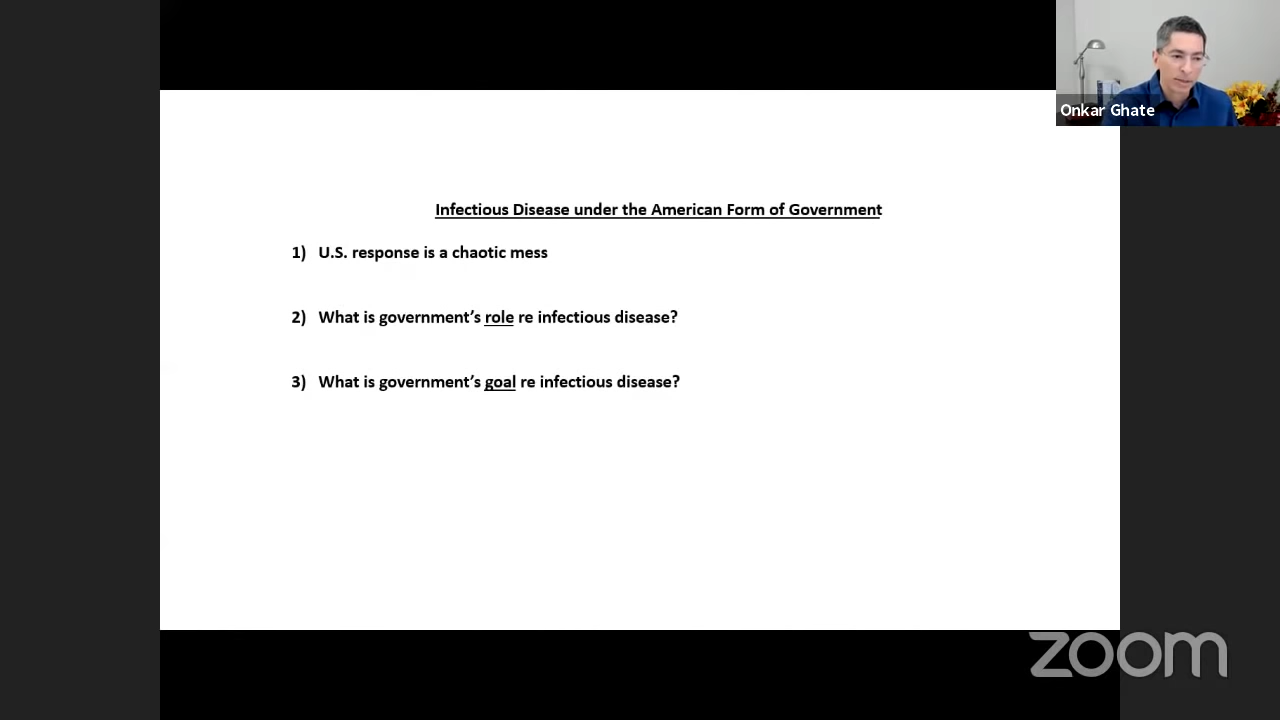 Onkar Ghate
Infectious Disease under the American Form of Government
1) U.S. response is a chaotic mess
2) What is government's role re infectious disease?
3) What is government's goal re infectious disease?
zoom